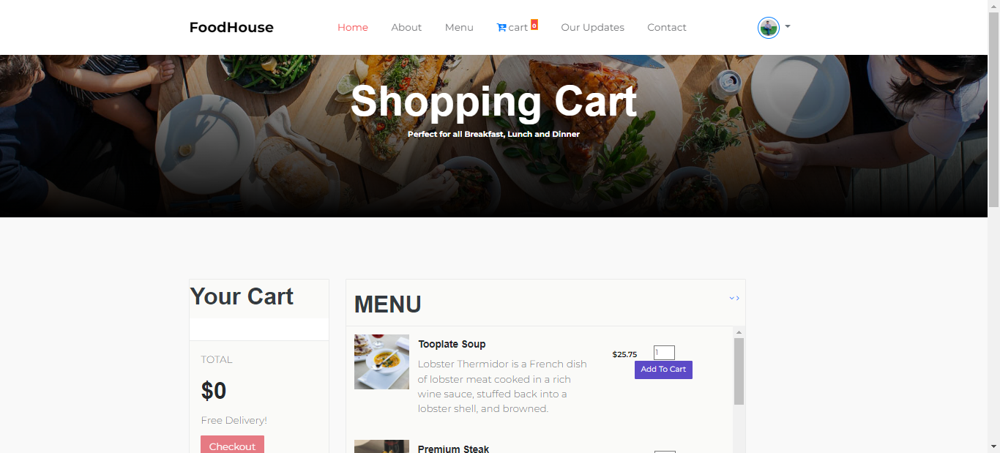 FoodHouse
Home
About
Menu
cart
0
Our Updates
Contact
Shopping Cart
Perfect for all Breakfast, Lunch and Dinner
Your Cart
TOTAL
$0
Free Delivery!
Checkout
MENU
Tooplate Soup
Lobster Thermidor is a French dish
of lobster meat cooked in a rich
wine sauce, stuffed back into a
lobster shell, and browned.
$25.75
1
Add To Cart
Premium Steak